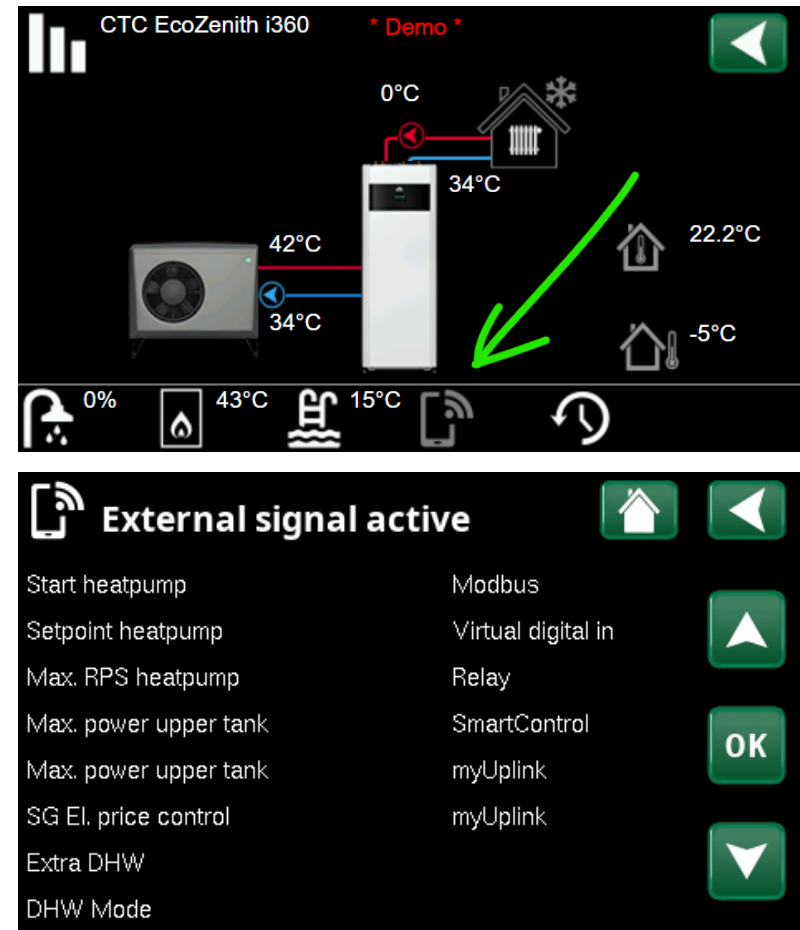 CTC EcoZenith i360 * Demo *
0°C
34°C
42°C
34°C
22.2°C
-5°C
0% 43°C 15°C
External signal active
Start heatpump Modbus
Setpoint heatpump Virtual digital in
Max. RPS heatpump Relay
Max. power upper tank SmartControl
Max. power upper tank myUplink
SG El. price control myUplink
Extra DHW
DHW Mode
OK